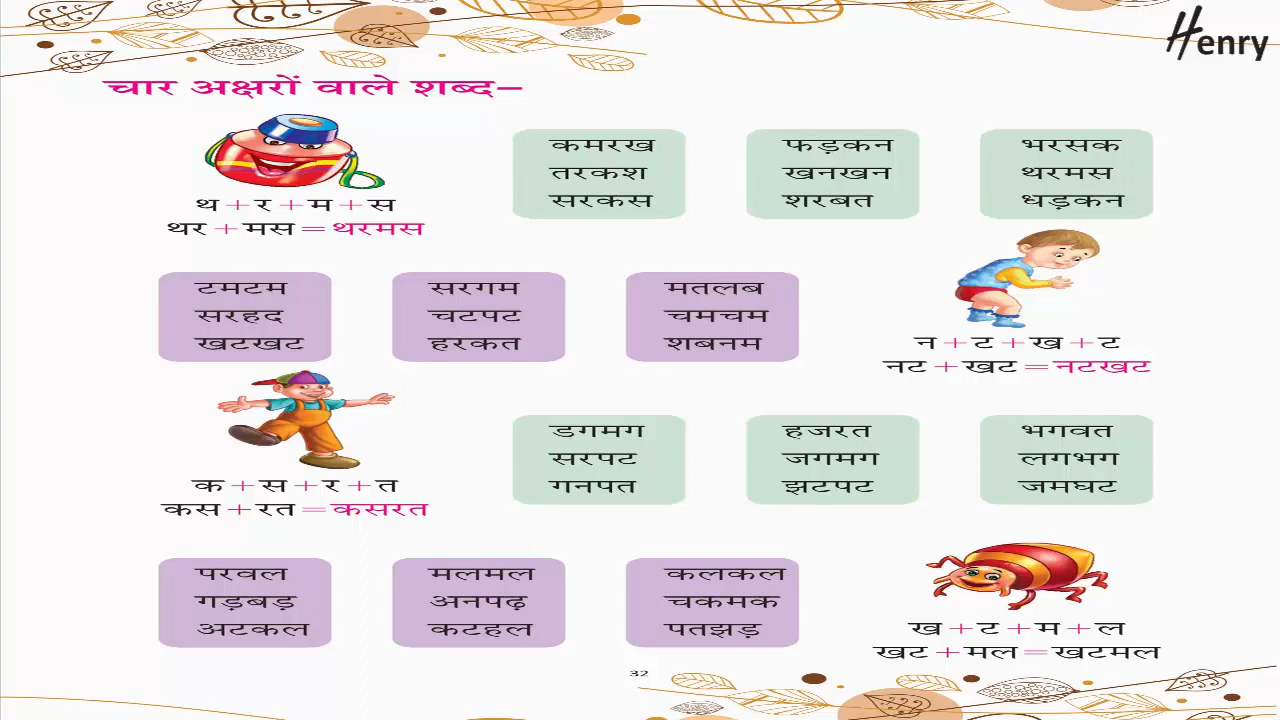 Henry
चार अक्षरों वाले शब्द–
थ + र + म + स
थर + मस = थरमस
कमरख
तरकश
सरकस
फड़कन
खनखन
शरबत
भरसक
थरमस
धड़कन
टमटम
सरहद
खटखट
सरगम
चटपट
हरकत
मतलब
चमचम
शबनम
न + ट + ख + ट
नट + खट = नटखट
क + स + र + त
कस + रत = कसरत
डगमग
सरपट
गनपत
हजरत
जगमग
झटपट
भगवत
लगभग
जमघट
परवल
गड़बड़
अटकल
मलमल
अनपढ़
कटहल
कलकल
चकमक
पतझड़
ख + ट + म + ल
खट + मल = खटमल
32